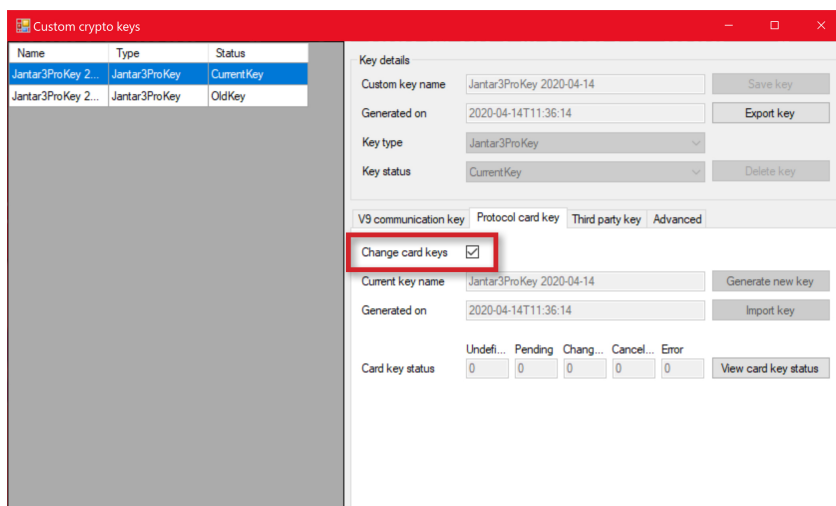 Custom crypto keys
Name Type Status
Jantar3ProKey 2... Jantar3ProKey CurrentKey
Jantar3ProKey 2... Jantar3ProKey OldKey
Key details
Custom key name Jantar3ProKey 2020-04-14 Save key
Generated on 2020-04-14T11:36:14 Export key
Key type Jantar3ProKey
Key status CurrentKey Delete key
V9 communication key Protocol card key Third party key Advanced
Change card keys
Current key name Jantar3ProKey 2020-04-14 Generate new key
Generated on 2020-04-14T11:36:14 Import key
Undefi... Pending Chang... Cancel... Error
Card key status 0 0 0 0 0 View card key status